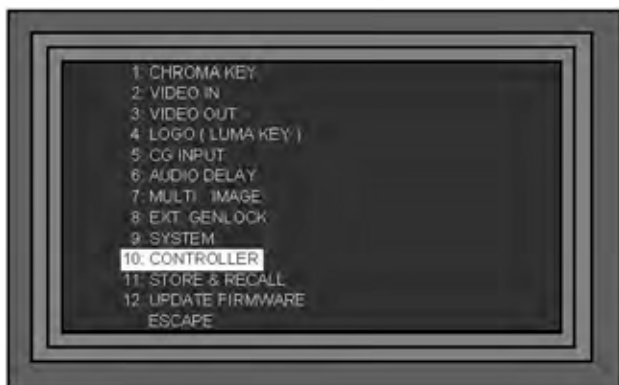 1: CHROMA KEY
2: VIDEO IN
3: VIDEO OUT
4: LOGO ( LUMA KEY )
5: CG INPUT
6: AUDIO DELAY
7: MULTI IMAGE
8: EXT GENLOCK
9: SYSTEM
10: CONTROLLER
11: STORE & RECALL
12: UPDATE FIRMWARE
ESCAPE